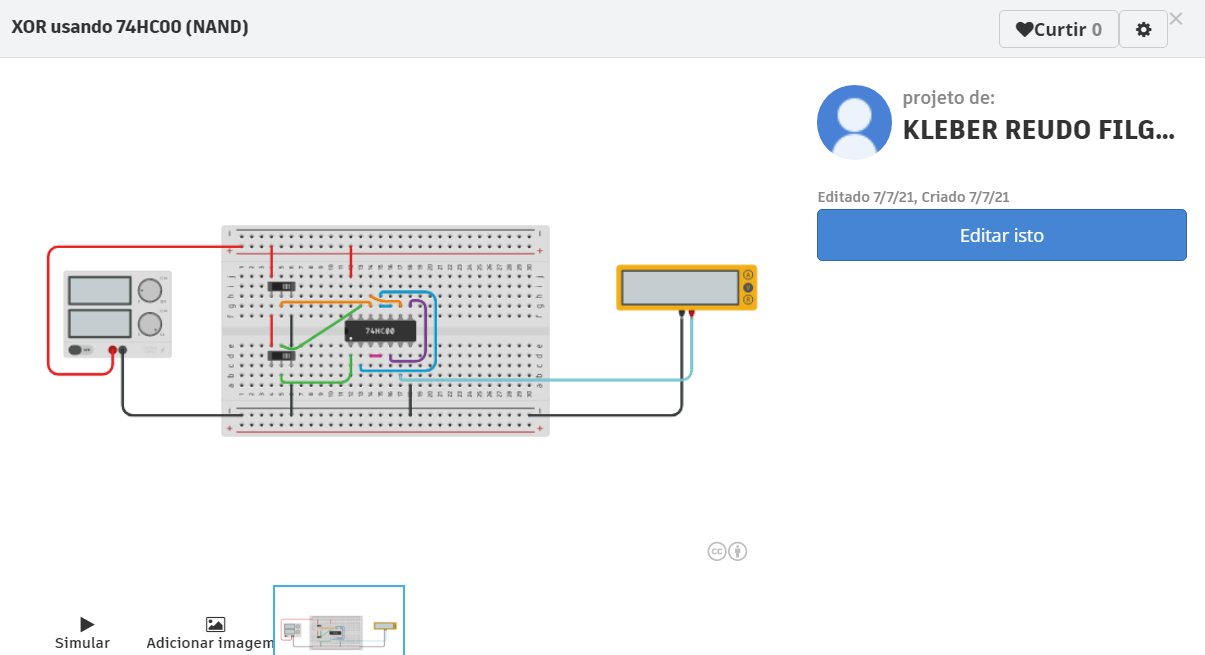 XOR usando 74HC00 (NAND)
Curtir 0
projeto de:
KLEBER REUDO FILG...
Editado 7/7/21, Criado 7/7/21
Editar isto
74HC00
Simular
Adicionar imagem